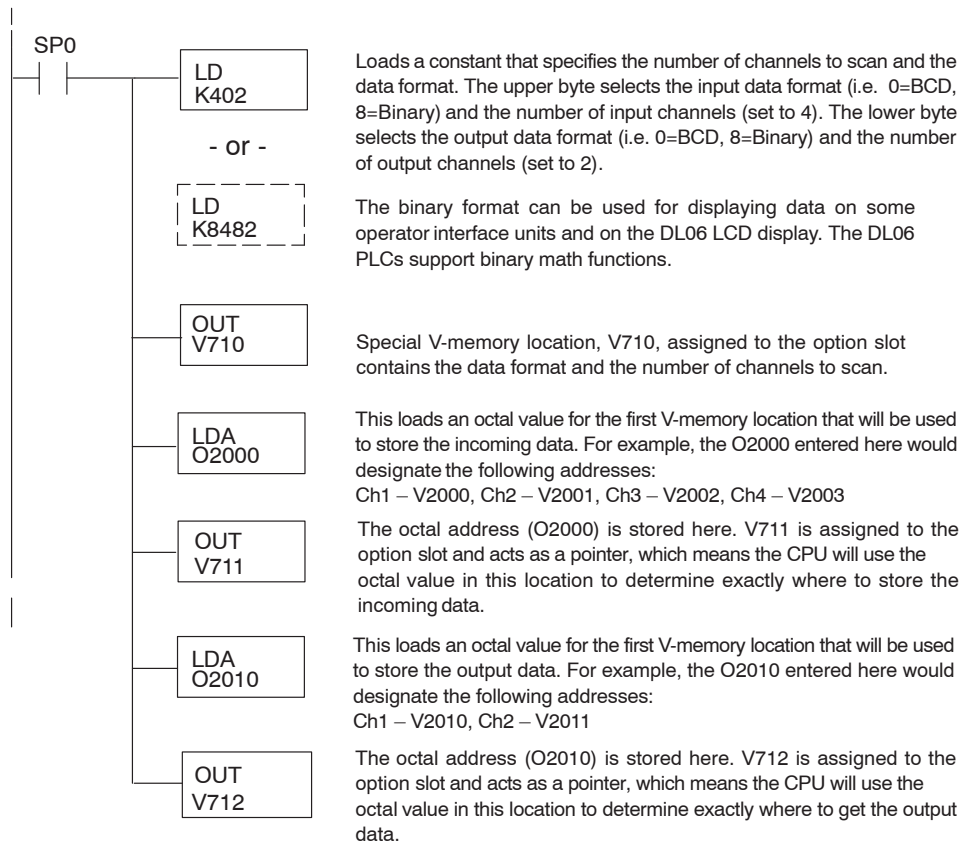 SP0
LD
K402
Loads a constant that specifies the number of channels to scan and the
data format. The upper byte selects the input data format (i.e. 0=BCD,
8=Binary) and the number of input channels (set to 4). The lower byte
selects the output data format (i.e. 0=BCD, 8=Binary) and the number
of output channels (set to 2).
- or -
LD
K8482
The binary format can be used for displaying data on some
operator interface units and on the DL06 LCD display. The DL06
PLCs support binary math functions.
OUT
V710
Special V-memory location, V710, assigned to the option slot
contains the data format and the number of channels to scan.
LDA
O2000
This loads an octal value for the first V-memory location that will be used
to store the incoming data. For example, the O2000 entered here would
designate the following addresses:
Ch1 – V2000, Ch2 – V2001, Ch3 – V2002, Ch4 – V2003
OUT
V711
The octal address (O2000) is stored here. V711 is assigned to the
option slot and acts as a pointer, which means the CPU will use the
octal value in this location to determine exactly where to store the
incoming data.
LDA
O2010
This loads an octal value for the first V-memory location that will be used
to store the output data. For example, the O2010 entered here would
designate the following addresses:
Ch1 – V2010, Ch2 – V2011
OUT
V712
The octal address (O2010) is stored here. V712 is assigned to the
option slot and acts as a pointer, which means the CPU will use the
octal value in this location to determine exactly where to get the output
data.